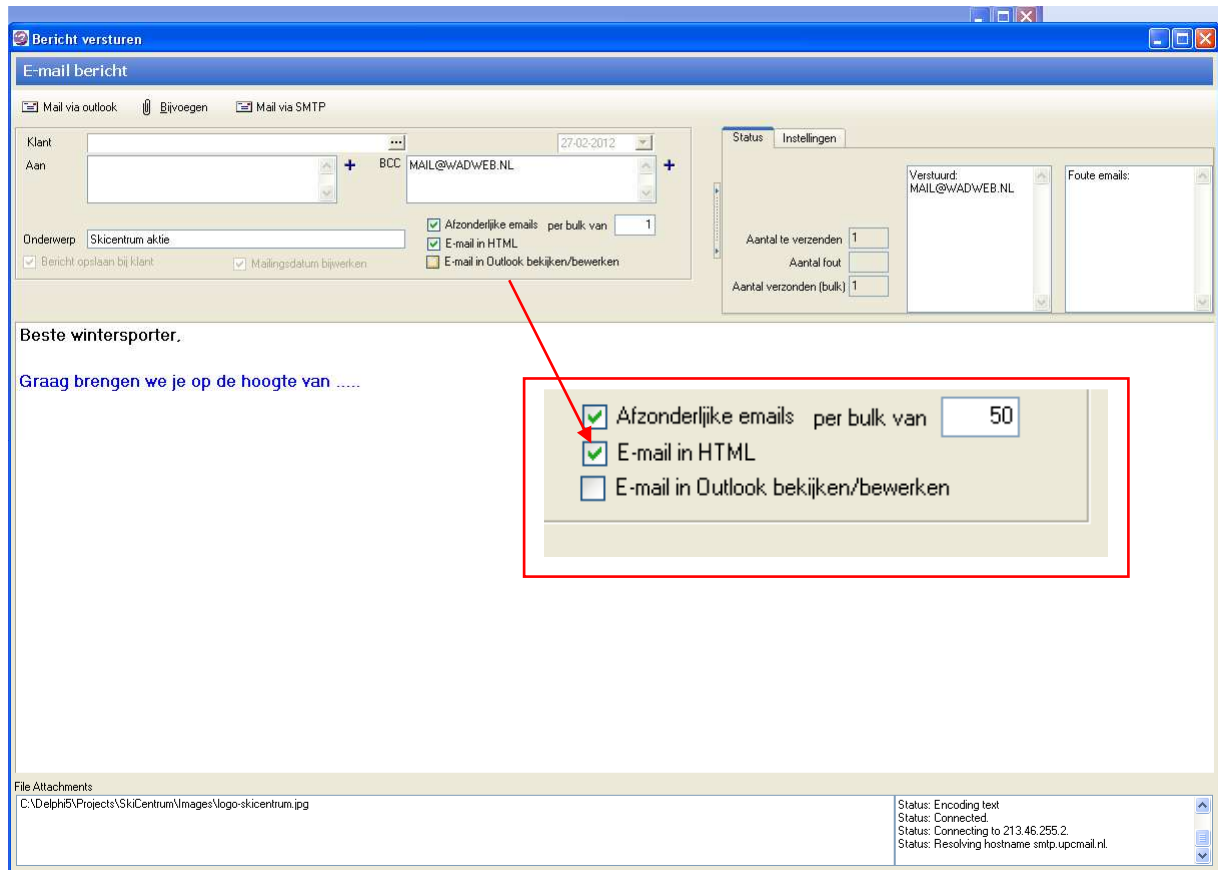 Bericht versturen
E-mail bericht
Mail via outlook Bijvoegen Mail via SMTP
Klant 27-02-2012
Aan BCC MAIL@WADWEB.NL
Afzonderlijke emails per bulk van 1
Onderwerp Skicentrum aktie E-mail in HTML
Bericht opslaan bij klant Mailingsdatum bijwerken E-mail in Outlook bekijken/bewerken
Status Instellingen
Verstuurd: Foute emails:
MAIL@WADWEB.NL
Aantal te verzenden 1
Aantal fout
Aantal verzonden (bulk) 1
Beste wintersporter,
Graag brengen we je op de hoogte van .....
Afzonderlijke emails per bulk van 50
E-mail in HTML
E-mail in Outlook bekijken/bewerken
File Attachments
C:\Delphi5\Projects\SkiCentrum\Images\logo-skicentrum.jpg
Status: Encoding text
Status: Connected.
Status: Connecting to 213.46.255.2.
Status: Resolving hostname smtp.upcmail.nl.